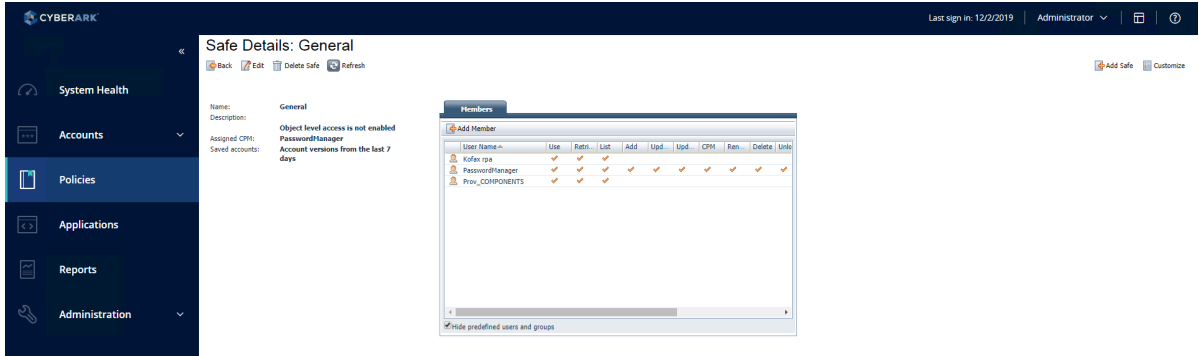 CYBERARK
Last sign in: 12/2/2019
Administrator
Safe Details: General
Back
Edit
Delete Safe
Refresh
Add Safe
Customize
System Health
Accounts
Policies
Applications
Reports
Administration
Name: General
Description:
Object level access is not enabled
Assigned CPM: PasswordManager
Saved accounts: Account versions from the last 7
days
Members
Add Member
User Name Use Retri... List Add Upd... Upd... CPM Ren... Delete Unlo
Kofax rpa
PasswordManager
Prov_COMPONENTS
Hide predefined users and groups